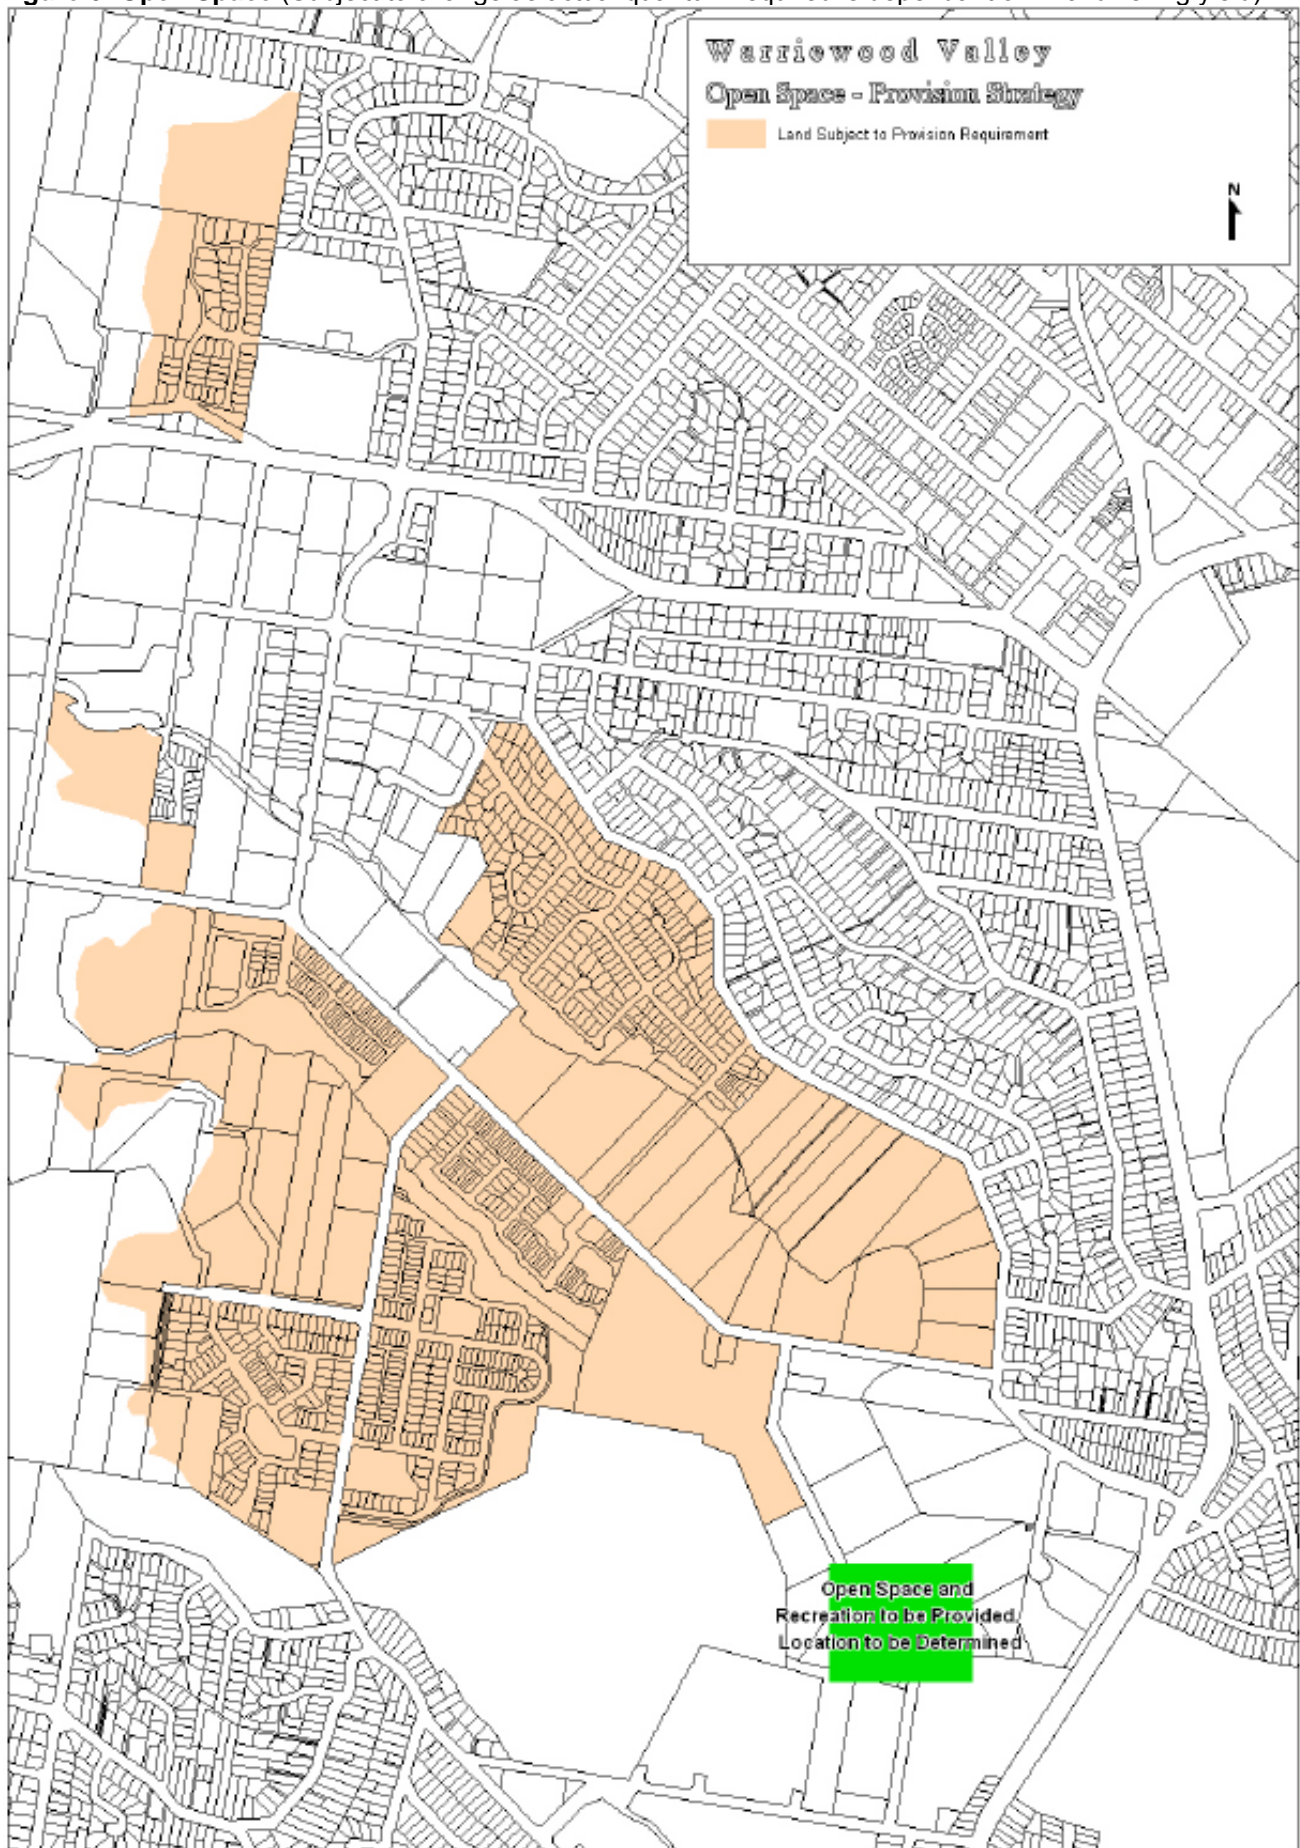 Warriewood Valley
Open Space - Provision Strategy
Land Subject to Provision Requirement
N
Open Space and
Recreation to be Provided.
Location to be Determined